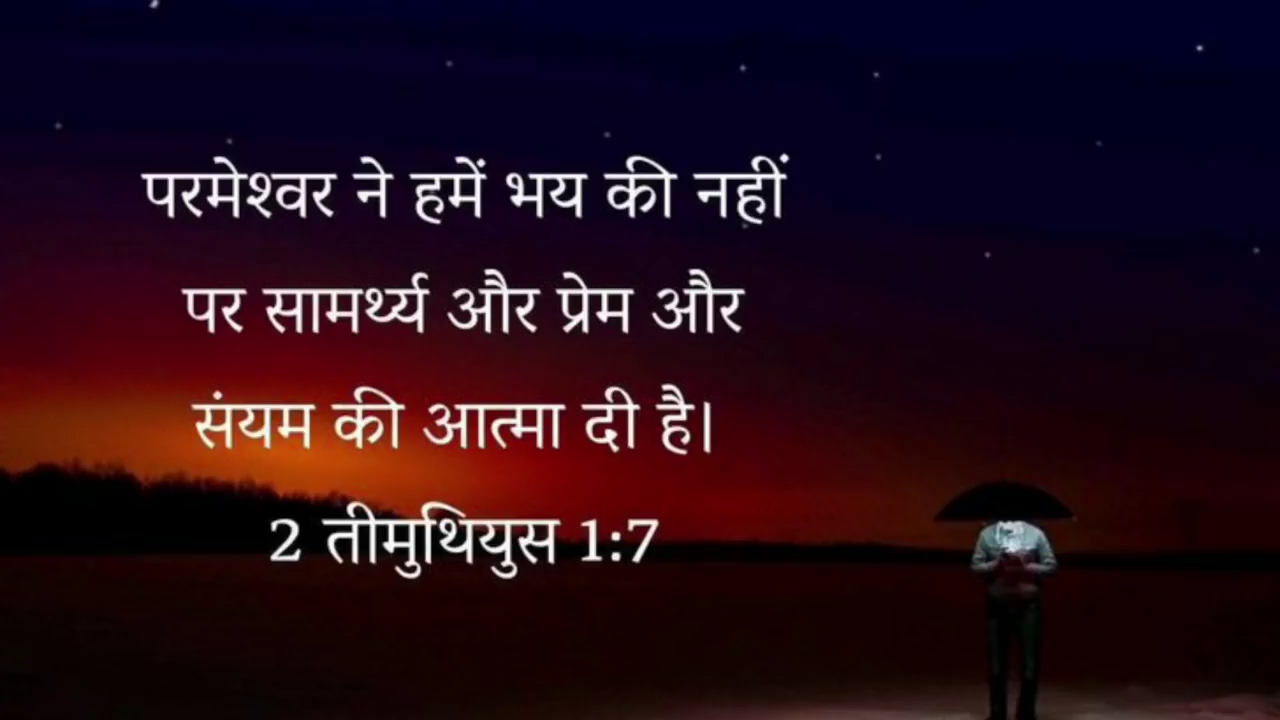 परमेश्वर ने हमें भय की नहीं
पर सामर्थ्य और प्रेम और
संयम की आत्मा दी है।
2 तीमुथियुस 1:7